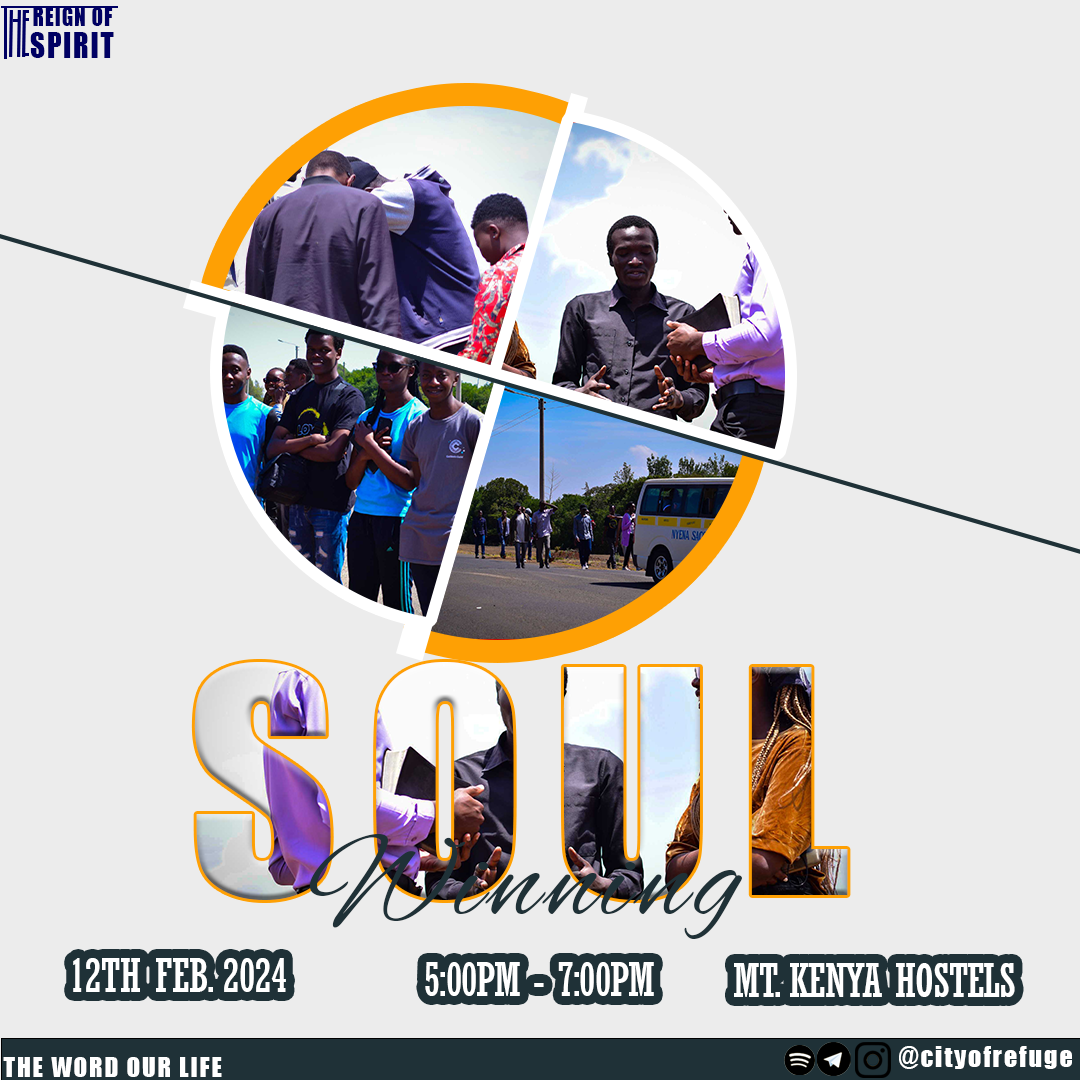 THE REIGN OF
SPIRIT
NYENA
SOUL
Winning
12TH FEB. 2024
5:00PM - 7:00PM
MT. KENYA HOSTELS
THE WORD OUR LIFE
@cityofrefuge